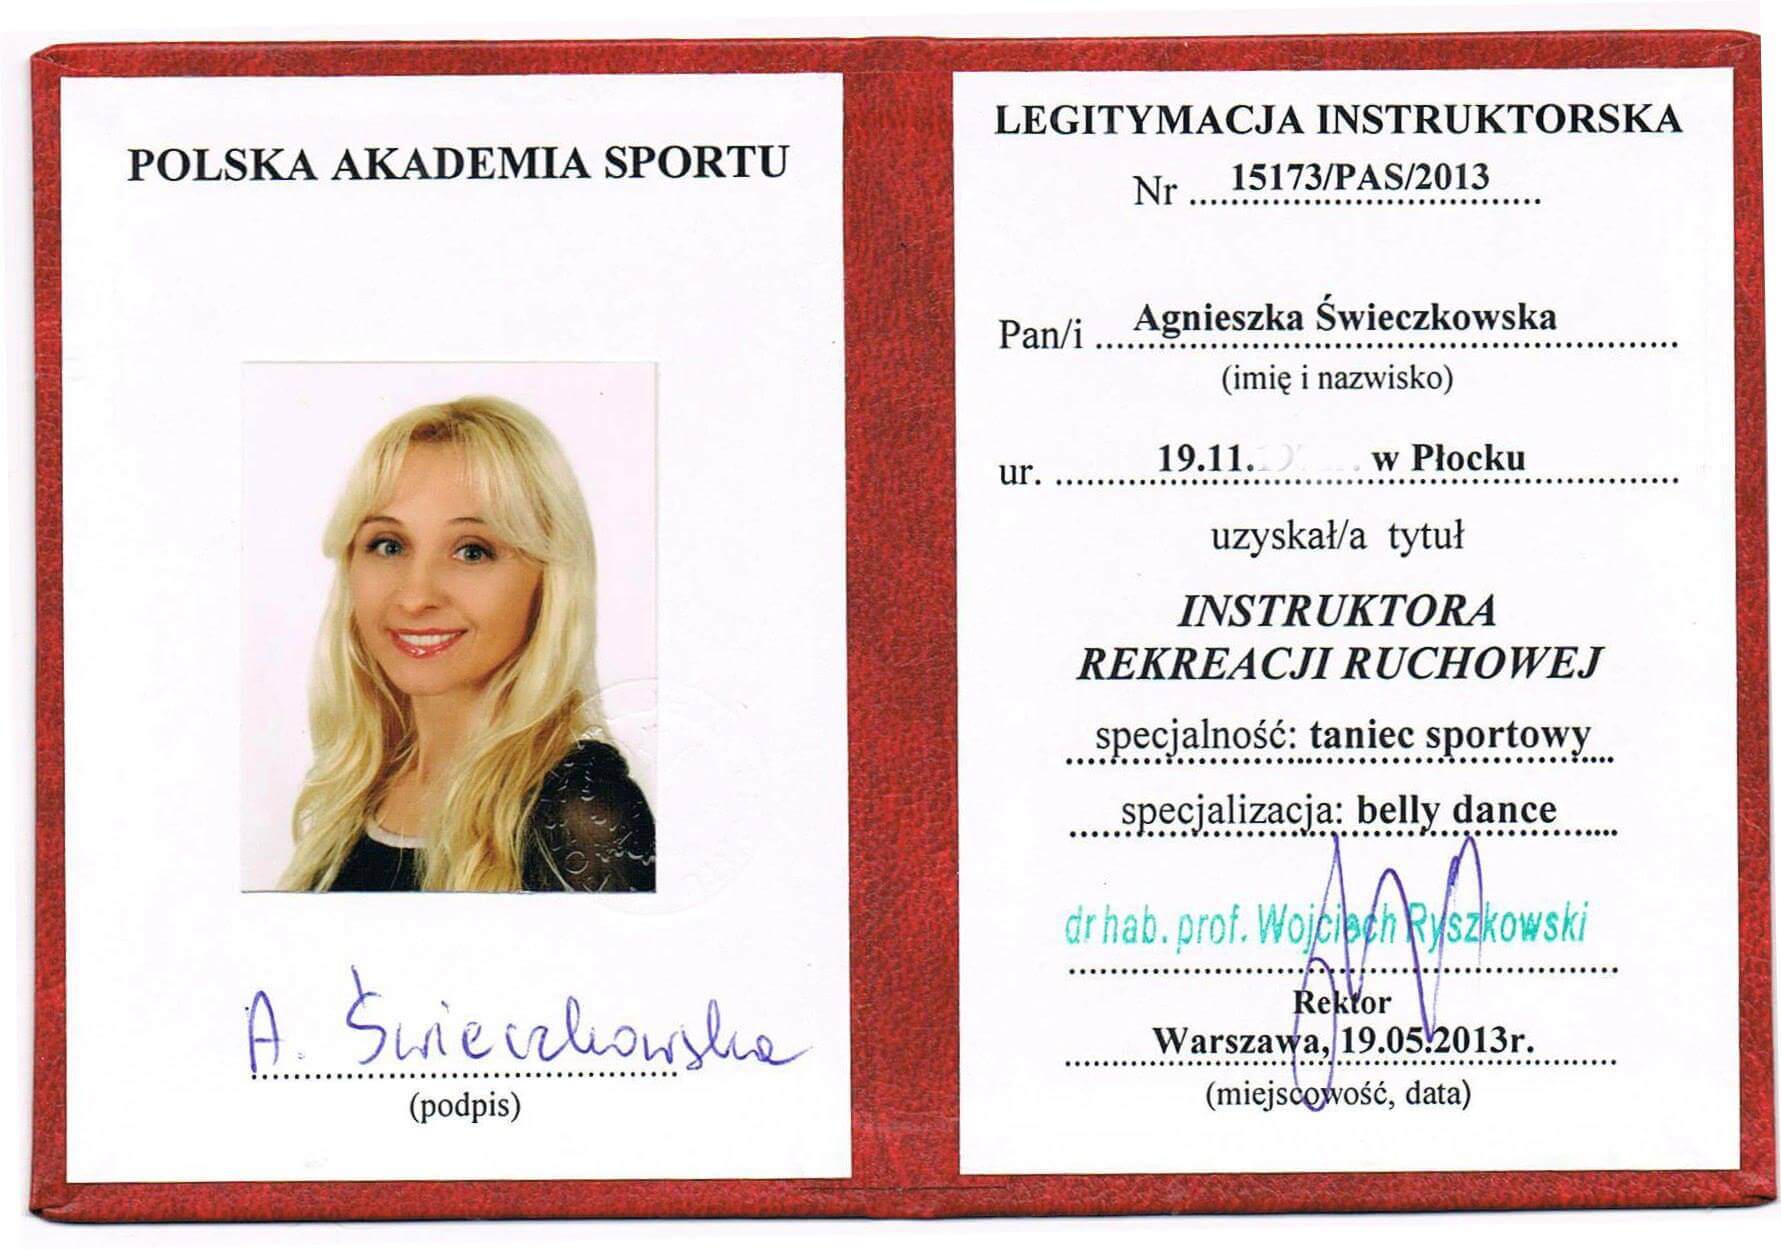 POLSKA AKADEMIA SPORTU
A. Świeczkowska
(podpis)
LEGITYMACJA INSTRUKTORSKA
Nr 15173/PAS/2013
Pan/i Agnieszka Świeczkowska
(imię i nazwisko)
ur. 19.11. w Płocku
uzyskał/a tytuł
INSTRUKTORA
REKREACJI RUCHOWEJ
specjalność: taniec sportowy
specjalizacja: belly dance
dr hab. prof. Wojciech Ryszkowski
Rektor
Warszawa, 19.05.2013r.
(miejscowość, data)